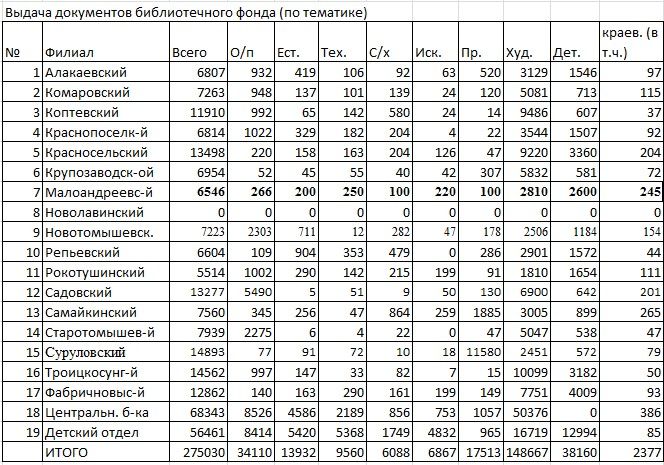 Выдача документов библиотечного фонда (по тематике)
№ Филиал Всего О/п Ест. Тех. С/х Иск. Пр. Худ. Дет. краев. (в т.ч.)
1 Алакаевский 6807 932 419 106 92 63 520 3129 1546 97
2 Комаровский 7263 948 137 101 139 24 120 5081 713 115
3 Коптевский 11910 992 65 142 580 24 14 9486 607 37
4 Краснопоселк-й 6814 1022 329 182 204 4 22 3544 1507 92
5 Красносельский 13498 220 158 163 204 126 47 9220 3360 204
6 Крупозаводск-ой 6954 52 45 55 40 42 307 5832 581 72
7 Малоандреевс-й 6546 266 200 250 100 220 100 2810 2600 245
8 Новолавинский 0 0 0 0 0 0 0 0 0 0
9 Новотомышевск. 7223 2303 711 12 282 47 178 2506 1184 154
10 Репьевский 6604 109 904 353 479 0 286 2901 1572 44
11 Рокотушинский 5514 1002 290 142 215 199 91 1810 1654 111
12 Садовский 13277 5490 5 51 9 50 130 6900 642 201
13 Самайкинский 7560 345 256 47 864 259 1885 3005 899 265
14 Старотомышев-й 7939 2275 6 4 22 0 47 5047 538 47
15 Суруловский 14893 77 91 72 10 18 11580 2451 572 79
16 Троицкосунг-й 14562 997 147 33 82 7 15 10099 3182 50
17 Фабричновыс-й 12862 140 163 290 161 199 149 7751 4009 93
18 Центральн. б-ка 68343 8526 4586 2189 856 753 1057 50376 0 386
19 Детский отдел 56461 8414 5420 5368 1749 4832 965 16719 12994 85
ИТОГО 275030 34110 13932 9560 6088 6867 17513 148667 38160 2377